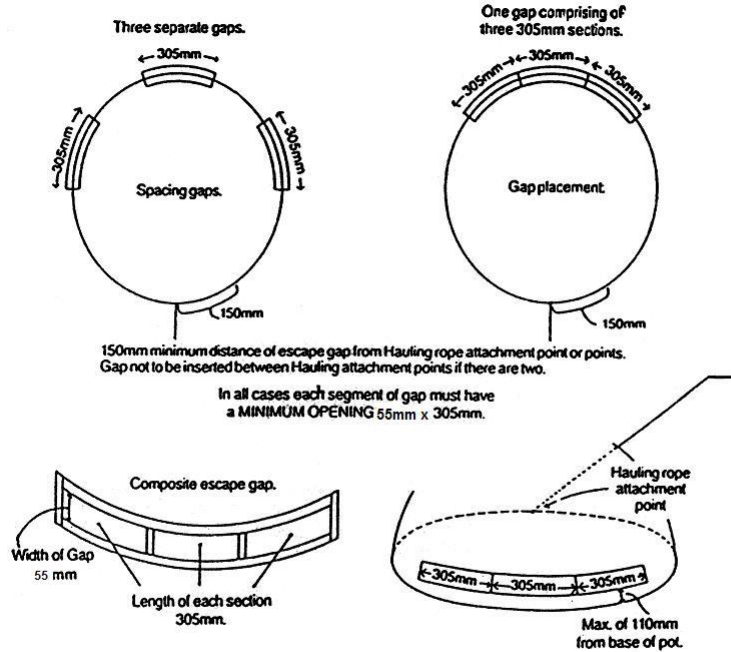 Three separate gaps.
305mm
305mm
305mm
Spacing gaps.
150mm
One gap comprising of
three 305mm sections.
305mm
305mm
305mm
Gap placement.
150mm
150mm minimum distance of escape gap from Hauling rope attachment point or points.
Gap not to be inserted between Hauling attachment points if there are two.
In all cases each segment of gap must have
a MINIMUM OPENING 55mm x 305mm.
Composite escape gap.
Width of Gap
55 mm
Length of each section
305mm.
Hauling rope
attachment
point
305mm
305mm
305mm
Max. of 110mm
from base of pot.